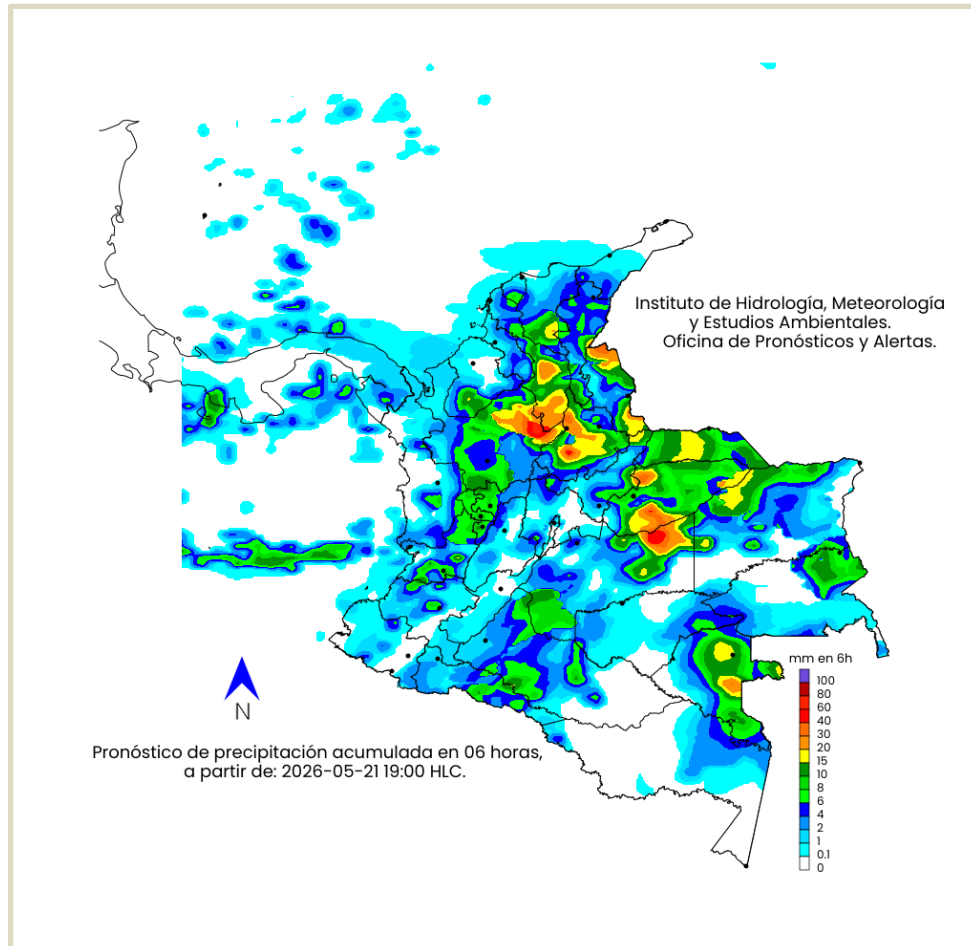 Instituto de Hidrología, Meteorología
y Estudios Ambientales.
Oficina de Pronósticos y Alertas.
mm en 6h
100
80
60
40
30
20
15
10
8
6
4
2
1
0.1
0
N
Pronóstico de precipitación acumulada en 06 horas,
a partir de: 2026-05-21 19:00 HLC.